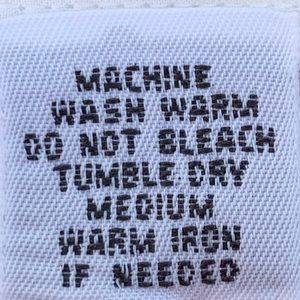 MACHINE
WASH WARM
DO NOT BLEACH
TUMBLE DRY
MEDIUM
WARM IRON
IF NEEDED